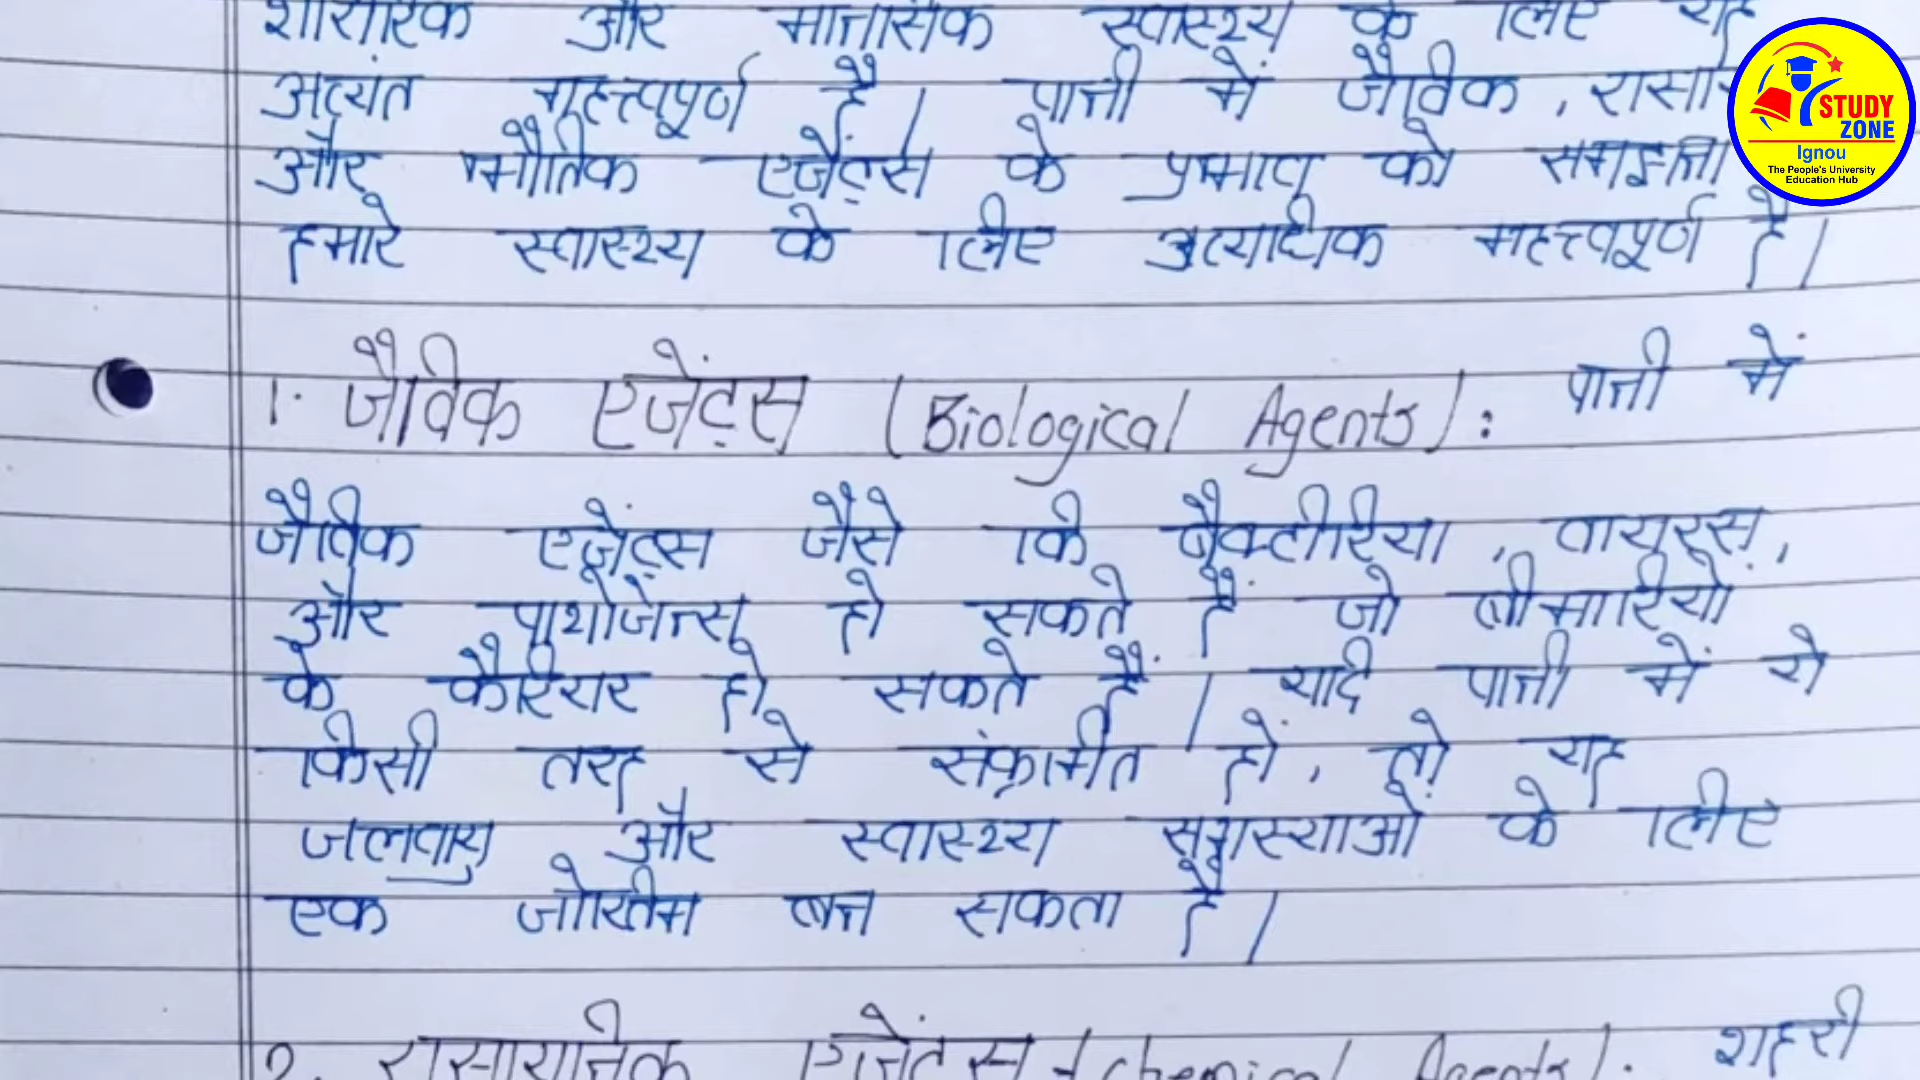 शारीरिक और मानसिक स्वास्थ्य के लिए यह
अत्यंत महत्त्वपूर्ण है। पानी में जैविक, रासा
और भौतिक एजेंट्स के प्रभाव को समझना
हमारे स्वास्थ्य के लिए अत्यधिक महत्त्वपूर्ण है।
1. जैविक एजेंट्स (Biological Agents): पानी में
जैविक एजेंट्स जैसे कि बैक्टीरिया, वायरस,
और पाथोजेन्स हो सकते हैं जो बीमारियों
के कैरियर हो सकते हैं। यदि पानी में ये
किसी तरह से संक्रामीत हों, तो यह
जलवायु और स्वास्थ्य समस्याओं के लिए
एक जोखिम बन सकता है।
2. रासायनिक एजेंट्स (Chemical Agents): शहरी
STUDY
ZONE
Ignou
The People's University
Education Hub